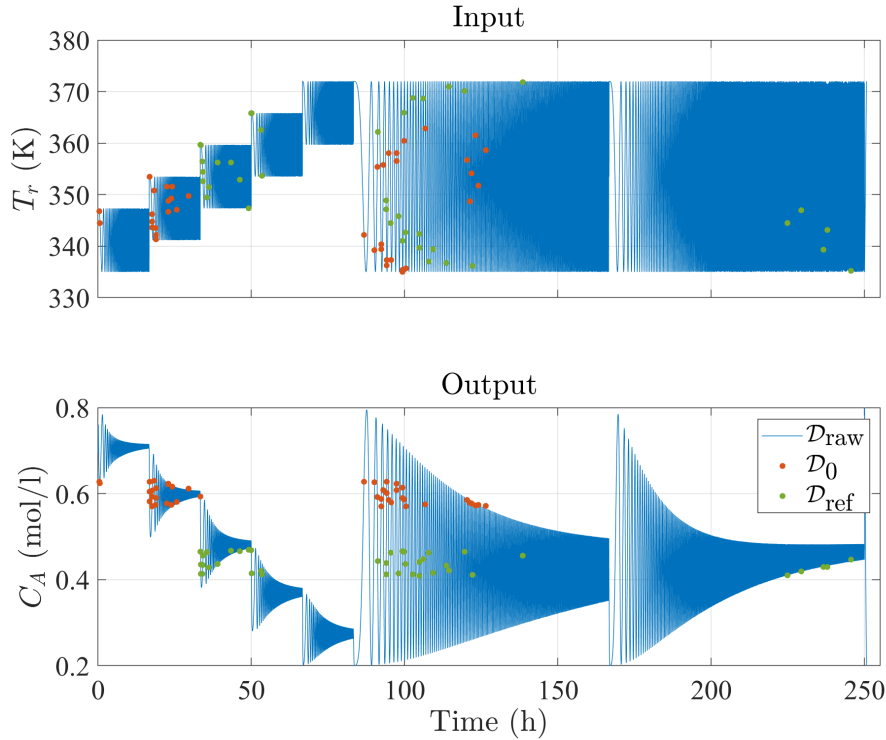 Input
380
370
360
350
340
330
T_r (K)
Output
0.8
0.6
0.4
0.2
C_A (mol/l)
D_raw
D_0
D_ref
0 50 100 150 200 250
Time (h)